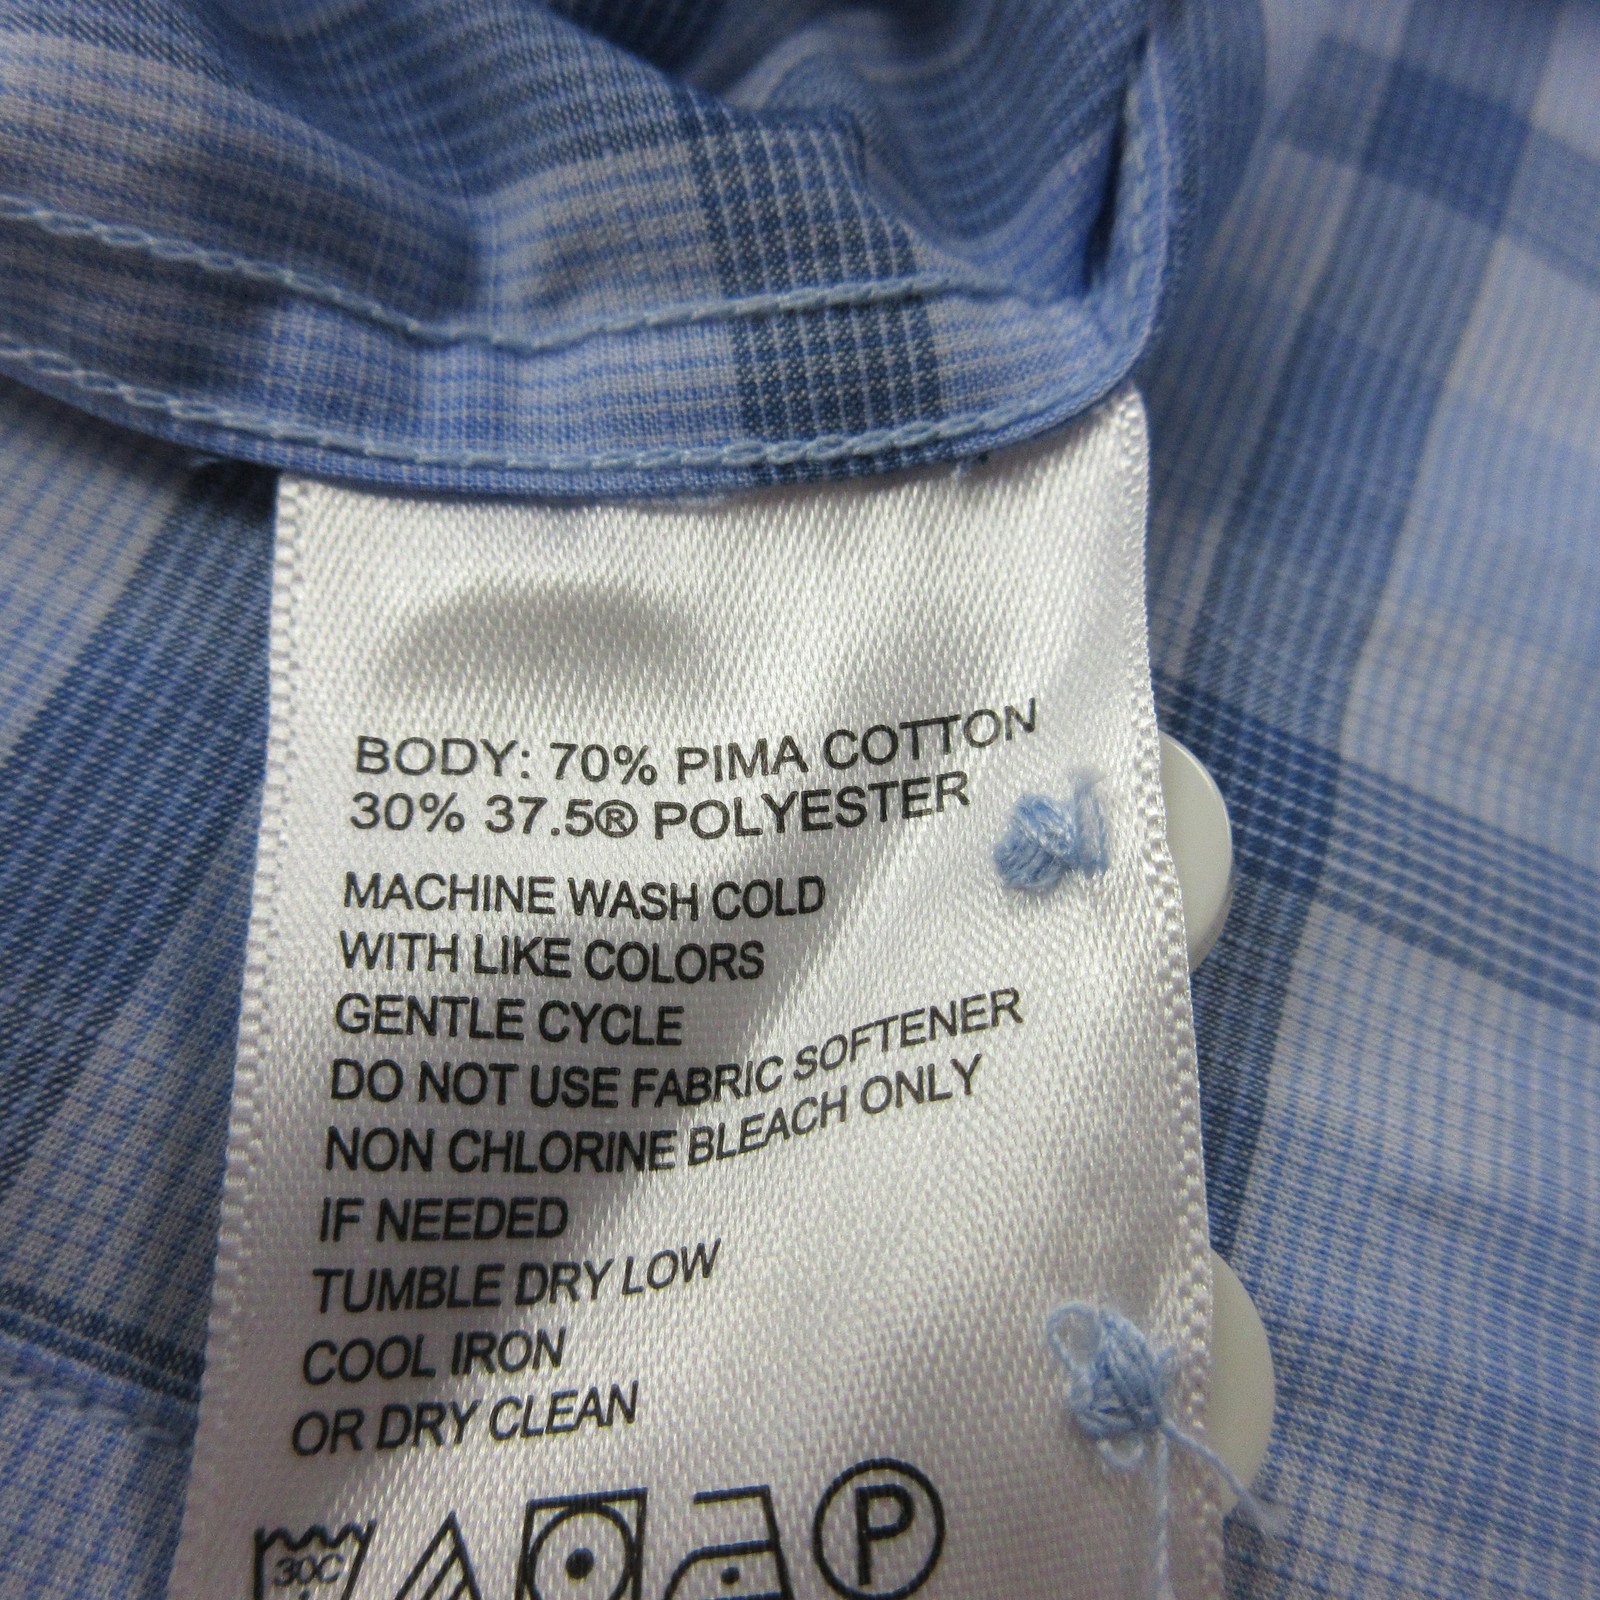 BODY: 70% PIMA COTTON
30% 37.5® POLYESTER
MACHINE WASH COLD
WITH LIKE COLORS
GENTLE CYCLE
DO NOT USE FABRIC SOFTENER
NON CHLORINE BLEACH ONLY
IF NEEDED
TUMBLE DRY LOW
COOL IRON
OR DRY CLEAN
30C P